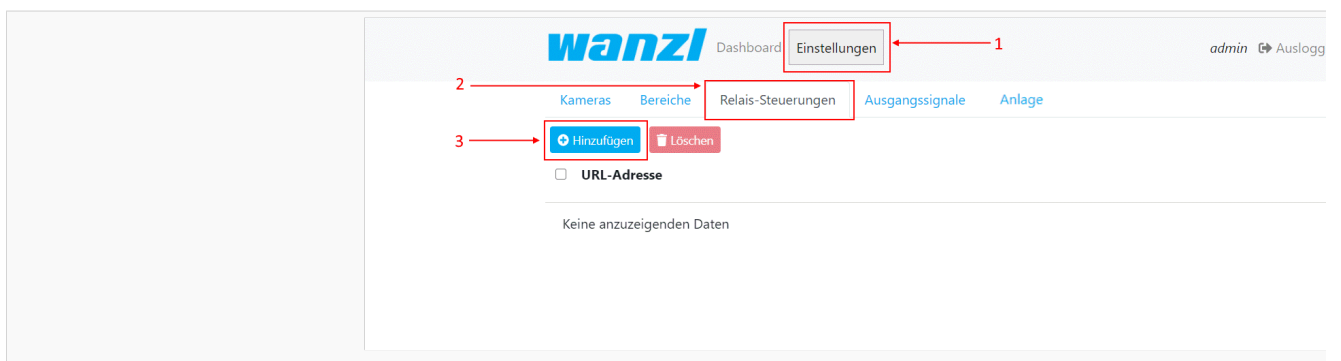 wanzl Dashboard Einstellungen 1 admin Auslogg
2
Kameras Bereiche Relais-Steuerungen Ausgangssignale Anlage
3 Hinzufügen Löschen
URL-Adresse
Keine anzuzeigenden Daten